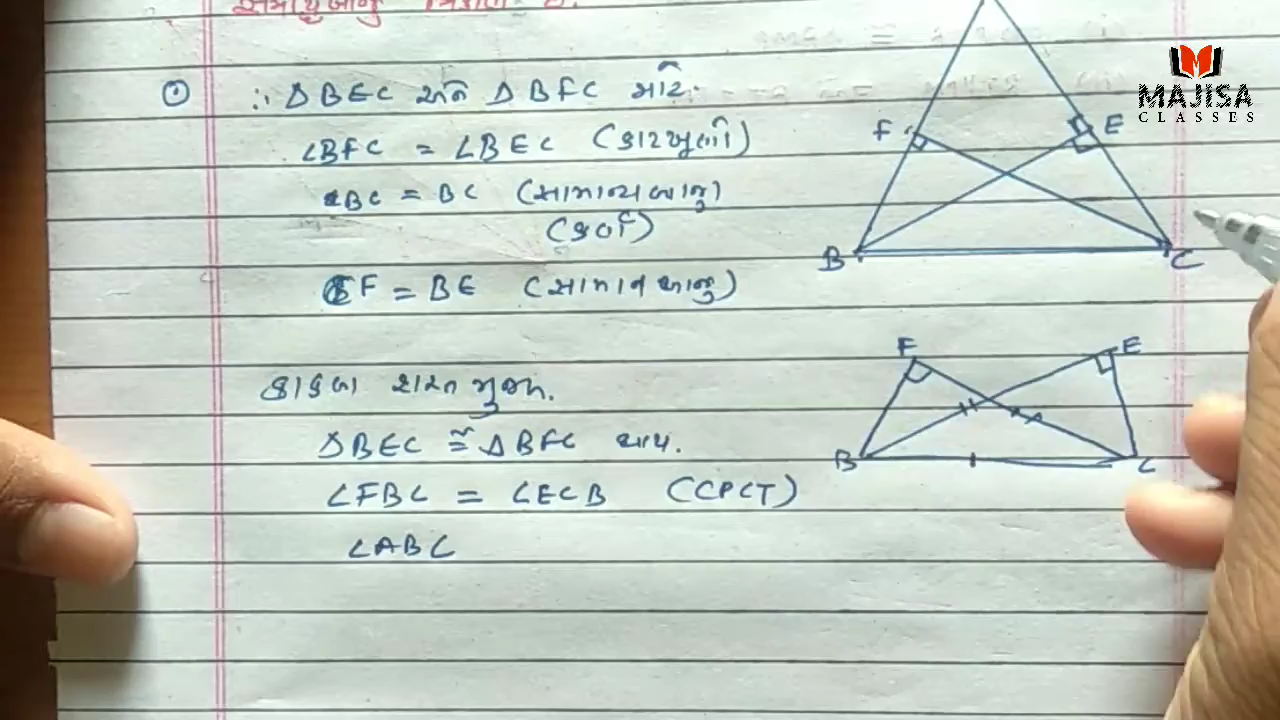 સમદ્વિબાજુ ત્રિકોણ છે.
① ∴ ΔBEC અને ΔBFC માટે
∠BFC = ∠BEC (કાટખૂણો)
BC = BC (સામાન્ય બાજુ)
(કર્ણ)
CF = BE (સામાન બાજુ)
કાકબા શરત મુજબ.
ΔBEC ≅ ΔBFC થાય.
∠FBC = ∠ECB (CPCT)
∠ABC
F E
B C
F E
B C
MAJISA
CLASSES